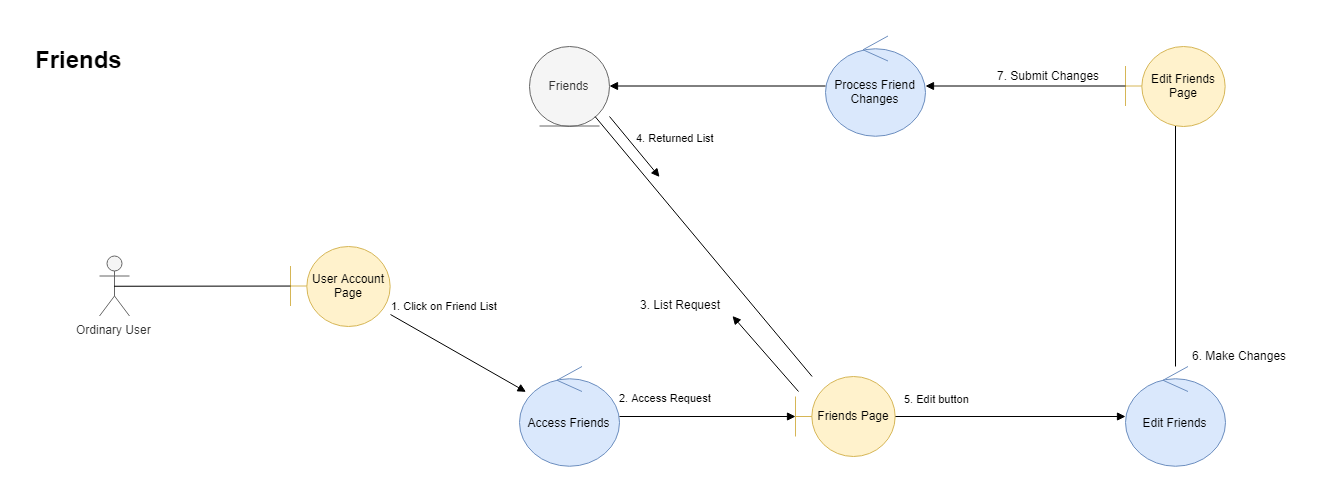 Friends
Friends
Process Friend
Changes
7. Submit Changes
Edit Friends
Page
4. Returned List
User Account
Page
Ordinary User
1. Click on Friend List
3. List Request
Access Friends
2. Access Request
Friends Page
5. Edit button
6. Make Changes
Edit Friends